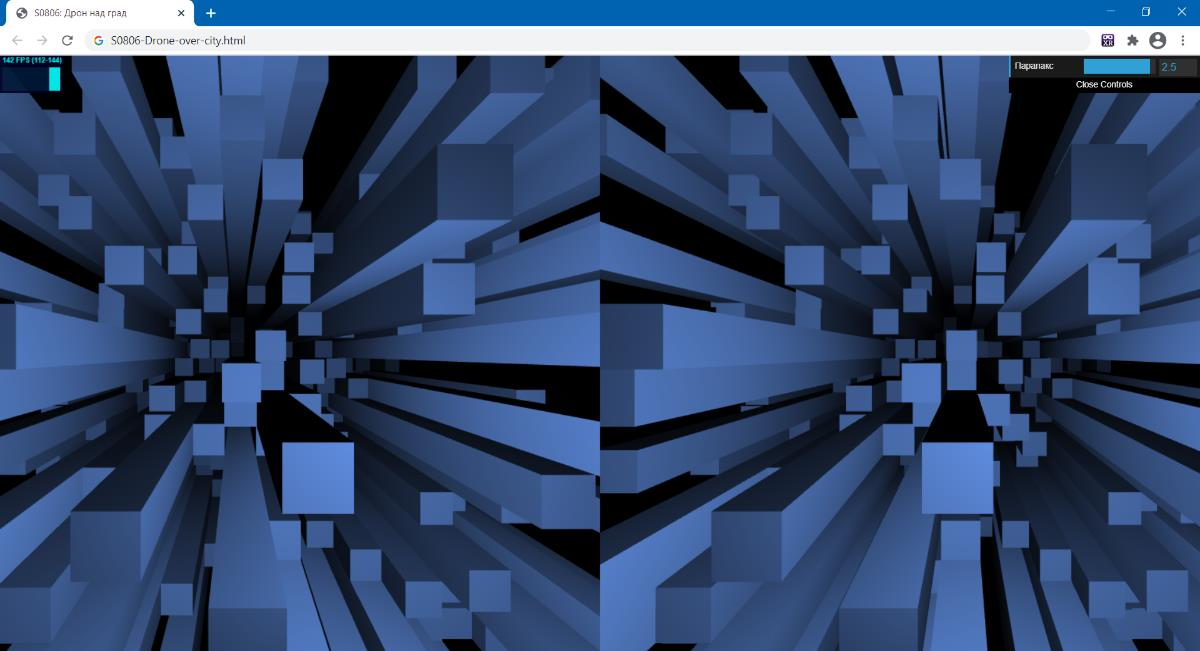 S0806: Дрон над град
S0806-Drone-over-city.html
142 FPS (112-144)
Паралакс 2.5
Close Controls